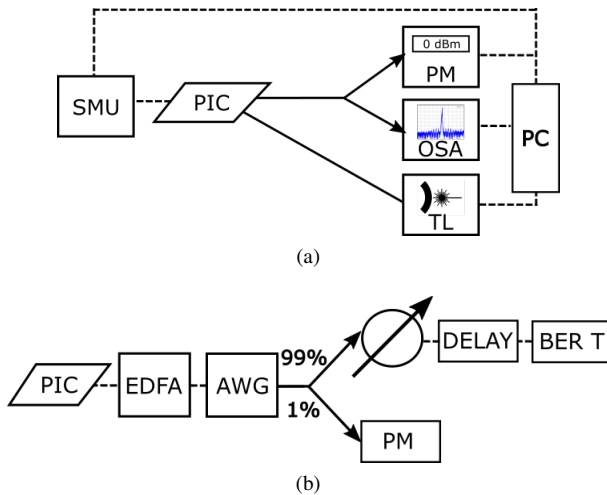 0 dBm
PM
SMU
PIC
OSA
PC
TL
(a)
99%
DELAY
BER T
PIC
EDFA
AWG
1%
PM
(b)